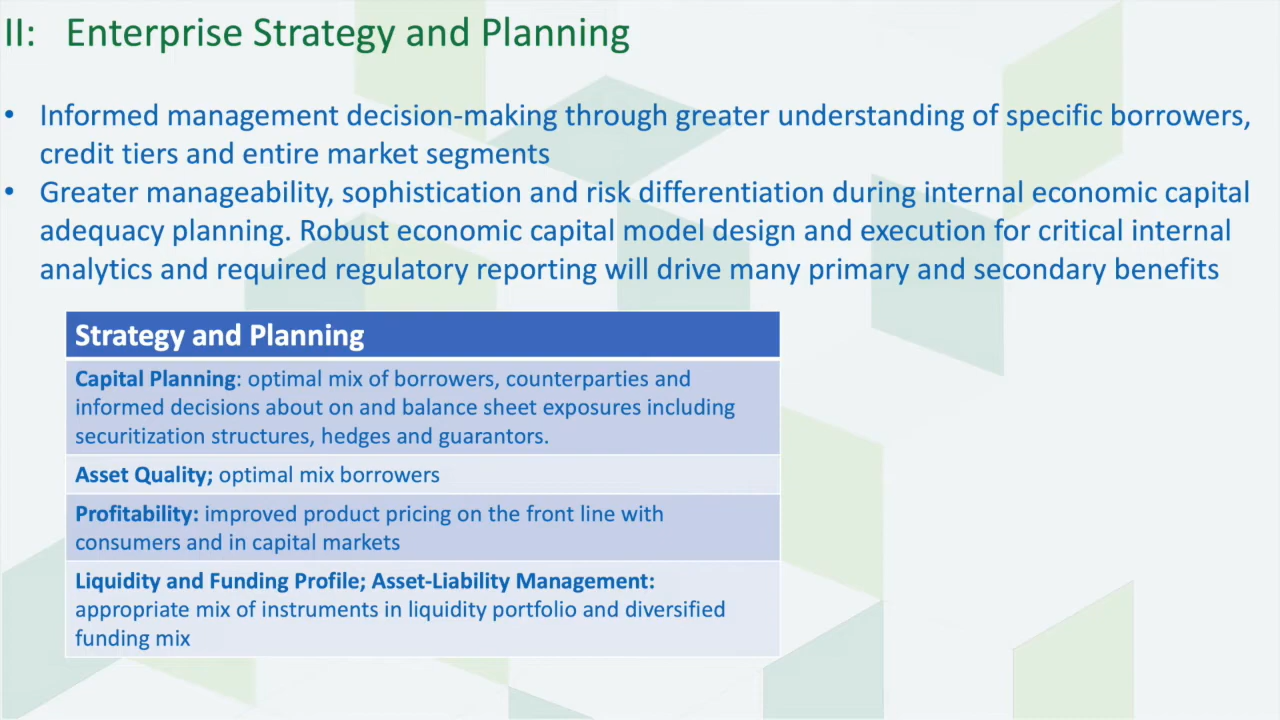 II: Enterprise Strategy and Planning
• Informed management decision-making through greater understanding of specific borrowers,
credit tiers and entire market segments
• Greater manageability, sophistication and risk differentiation during internal economic capital
adequacy planning. Robust economic capital model design and execution for critical internal
analytics and required regulatory reporting will drive many primary and secondary benefits
Strategy and Planning
Capital Planning: optimal mix of borrowers, counterparties and
informed decisions about on and balance sheet exposures including
securitization structures, hedges and guarantors.
Asset Quality; optimal mix borrowers
Profitability: improved product pricing on the front line with
consumers and in capital markets
Liquidity and Funding Profile; Asset-Liability Management:
appropriate mix of instruments in liquidity portfolio and diversified
funding mix